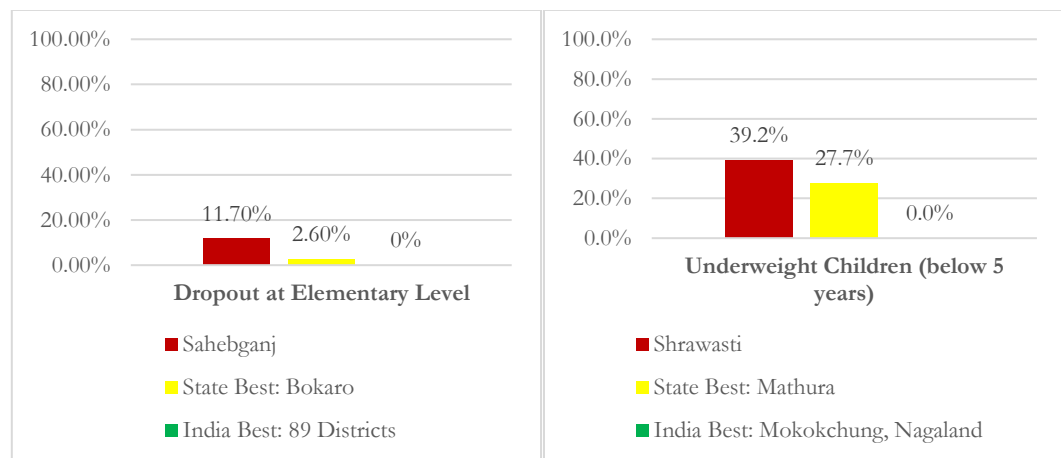 100.00%
80.00%
60.00%
40.00%
20.00%
0.00%
11.70%
2.60%
0%
Dropout at Elementary Level
Sahebganj
State Best: Bokaro
India Best: 89 Districts
100.0%
80.0%
60.0%
40.0%
20.0%
0.0%
39.2%
27.7%
0.0%
Underweight Children (below 5
years)
Shrawasti
State Best: Mathura
India Best: Mokokchung, Nagaland